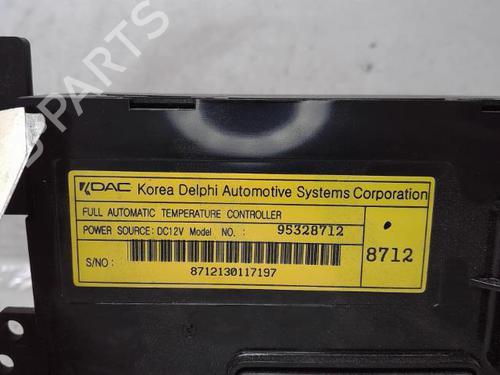 KDAC Korea Delphi Automotive Systems Corporation
FULL AUTOMATIC TEMPERATURE CONTROLLER
POWER SOURCE: DC12V Model NO. : 95328712
8712
S/NO :
8712130117197
B-PARTS